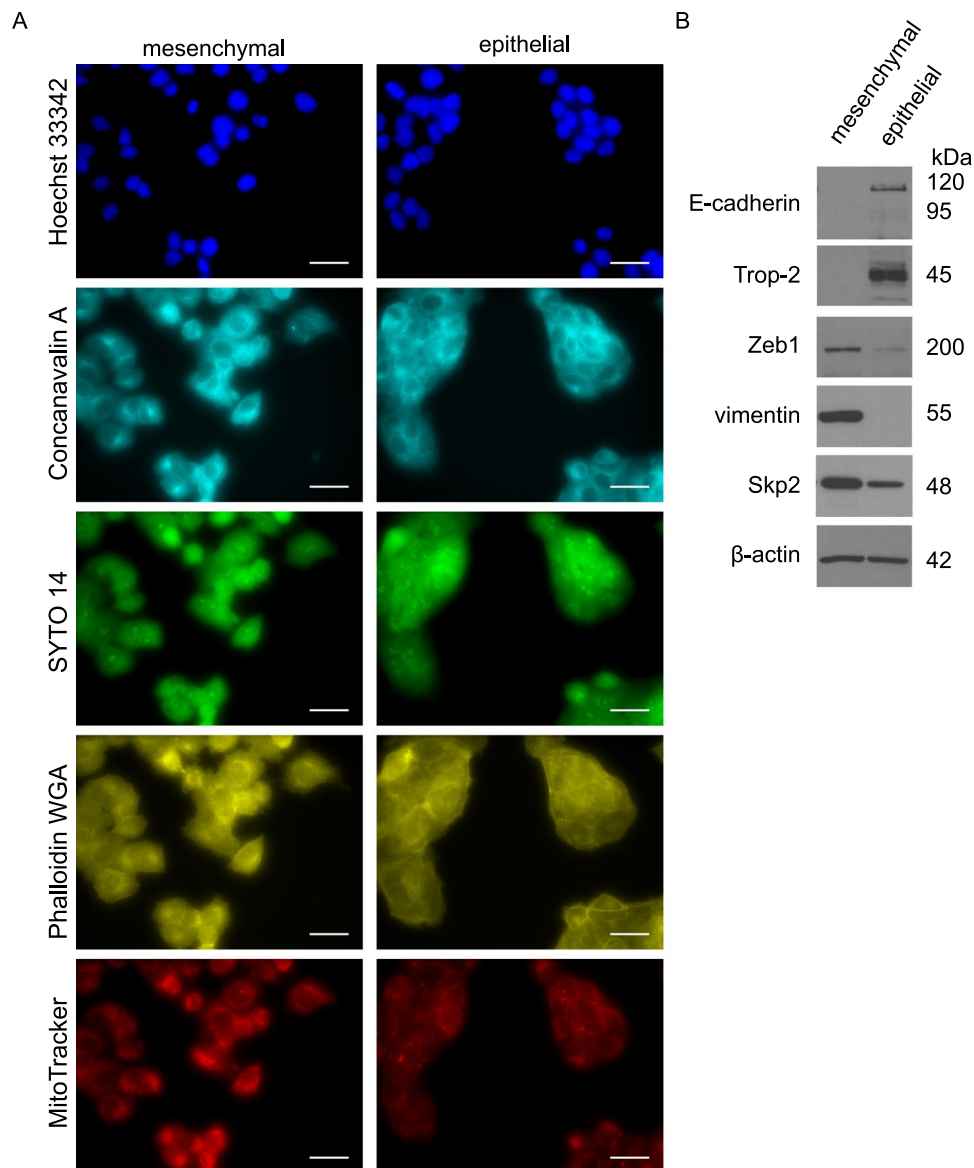 A
mesenchymal
epithelial
Hoechst 33342
Concanavalin A
SYTO 14
Phalloidin WGA
MitoTracker
B
mesenchymal
epithelial
kDa
E-cadherin
120
95
Trop-2
45
Zeb1
200
vimentin
55
Skp2
48
β-actin
42